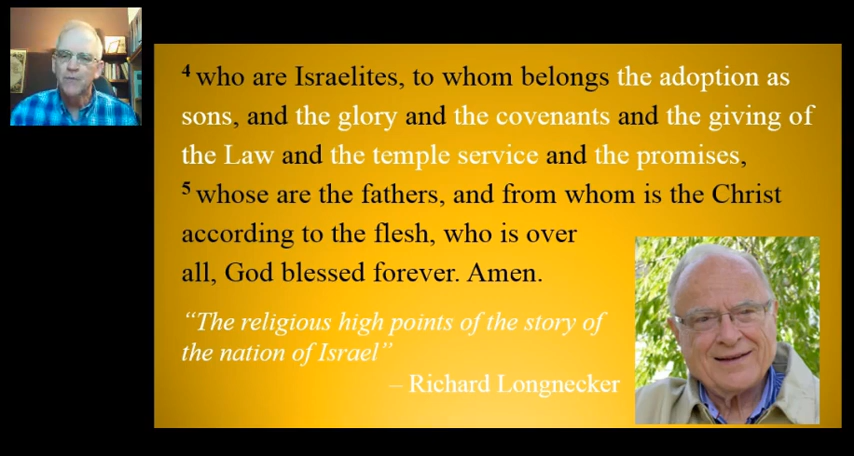 4 who are Israelites, to whom belongs the adoption as
sons, and the glory and the covenants and the giving of
the Law and the temple service and the promises,
5 whose are the fathers, and from whom is the Christ
according to the flesh, who is over
all, God blessed forever. Amen.
“The religious high points of the story of
the nation of Israel”
– Richard Longnecker